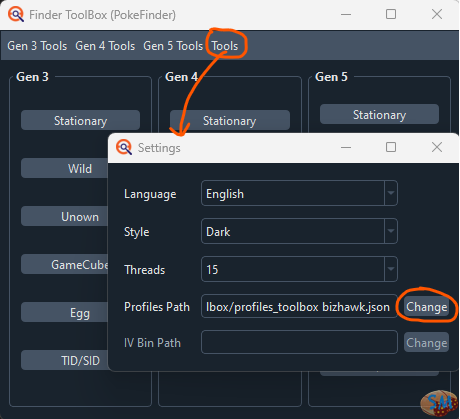 Finder ToolBox (PokeFinder)
Gen 3 Tools Gen 4 Tools Gen 5 Tools Tools
Gen 3 Gen 4 Gen 5
Stationary Stationary Stationary
Settings
Wild
Language English
Unown
Style Dark
GameCube
Threads 15
Egg
Profiles Path lbox/profiles_toolbox bizhawk.json Change
TID/SID
IV Bin Path Change